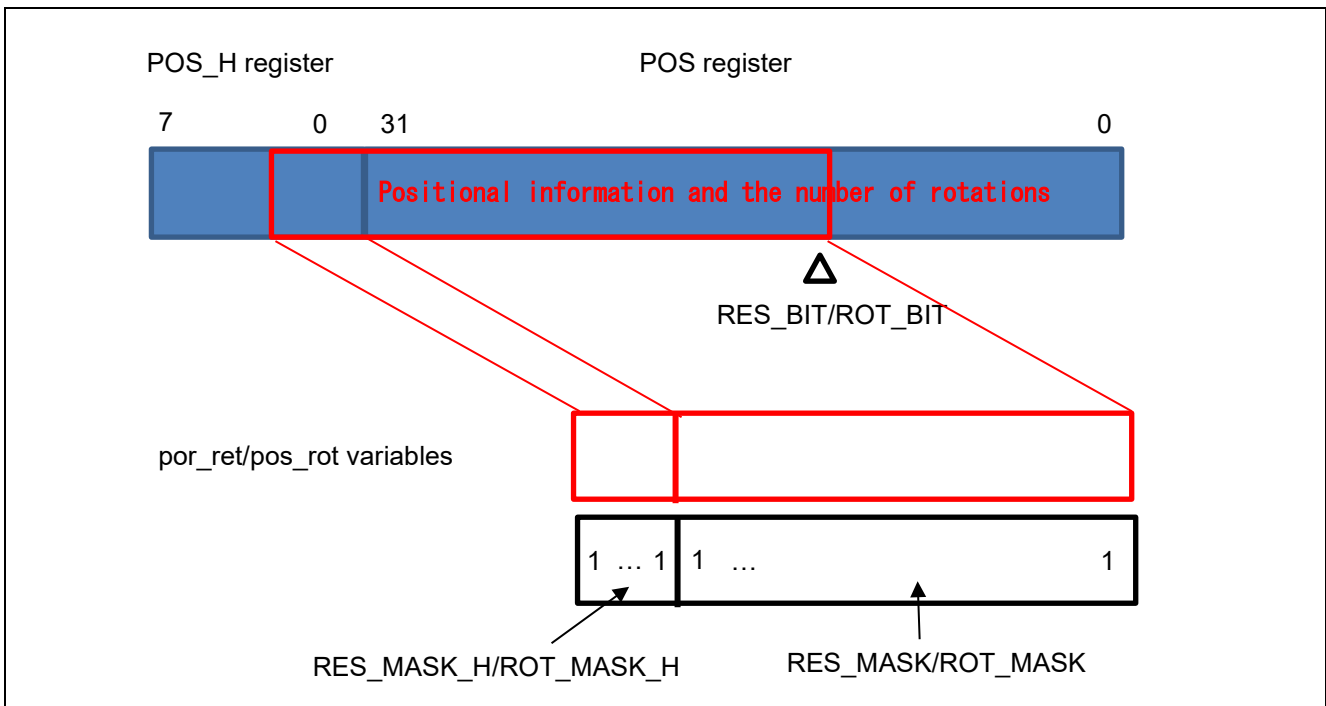 POS_H register POS register
7 0 31 0
Positional information and the number of rotations
RES_BIT/ROT_BIT
por_ret/pos_rot variables
1 … 1 1 … 1
RES_MASK_H/ROT_MASK_H RES_MASK/ROT_MASK